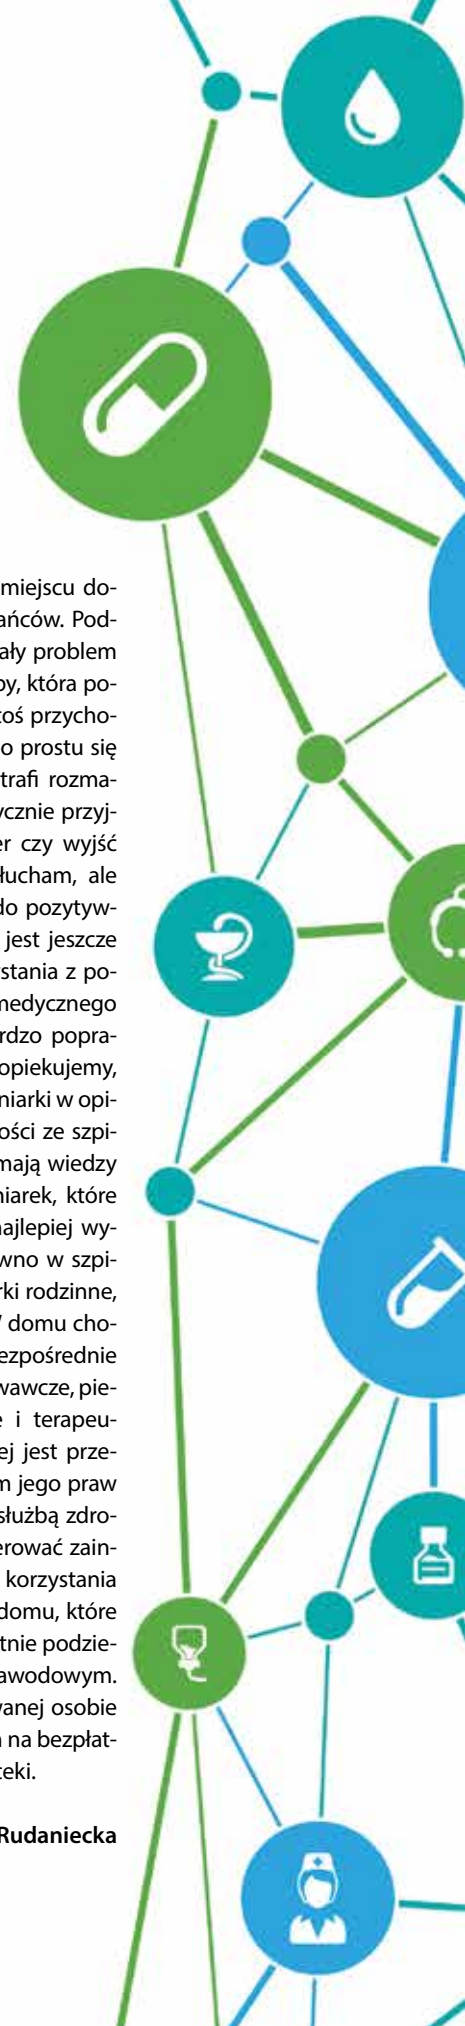 miejscu do-
ańców. Pod-
ały problem
by, która po-
toś przycho-
o prostu się
trafi rozma-
ycznie przyj-
er czy wyjść
łucham, ale
do pozytyw-
jest jeszcze
stania z po-
medycznego
rdzo popra-
opiekujemy,
niarki w opi-
ości ze szpi-
mają wiedzy
niarek, które
najlepiej wy-
wno w szpi-
rki rodzinne,
domu cho-
ezpośrednie
wawcze, pie-
e i terapeu-
ej jest prze-
m jego praw
służbą zdro-
erować zain-
korzystania
domu, które
tnie podzie-
awodowym.
vanej osobie
na bezpłat-
teki.
Rudaniecka